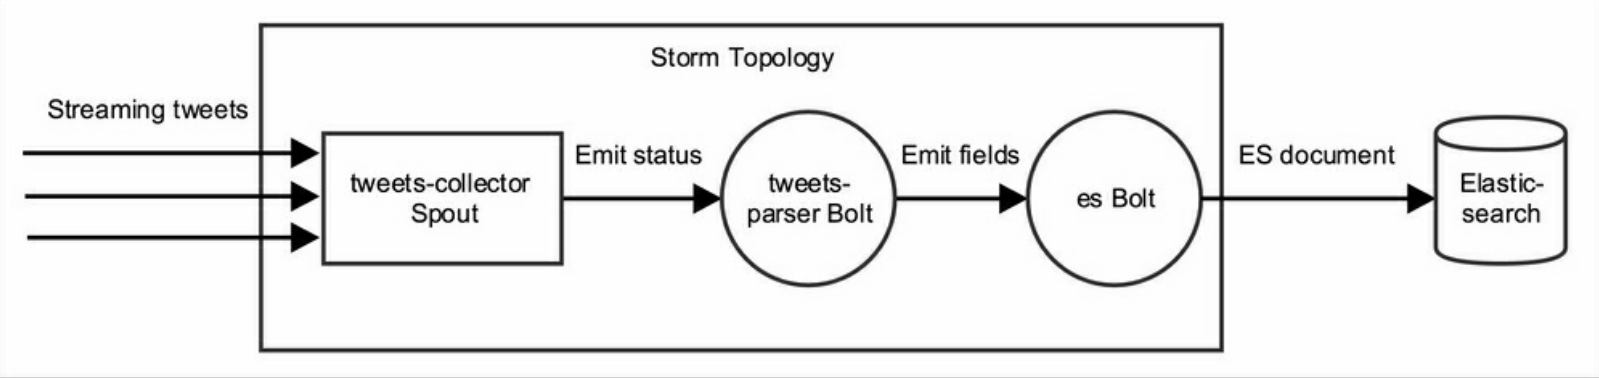 Storm Topology
Streaming tweets
tweets-collector
Spout
Emit status
tweets-
parser Bolt
Emit fields
es Bolt
ES document
Elastic-
search